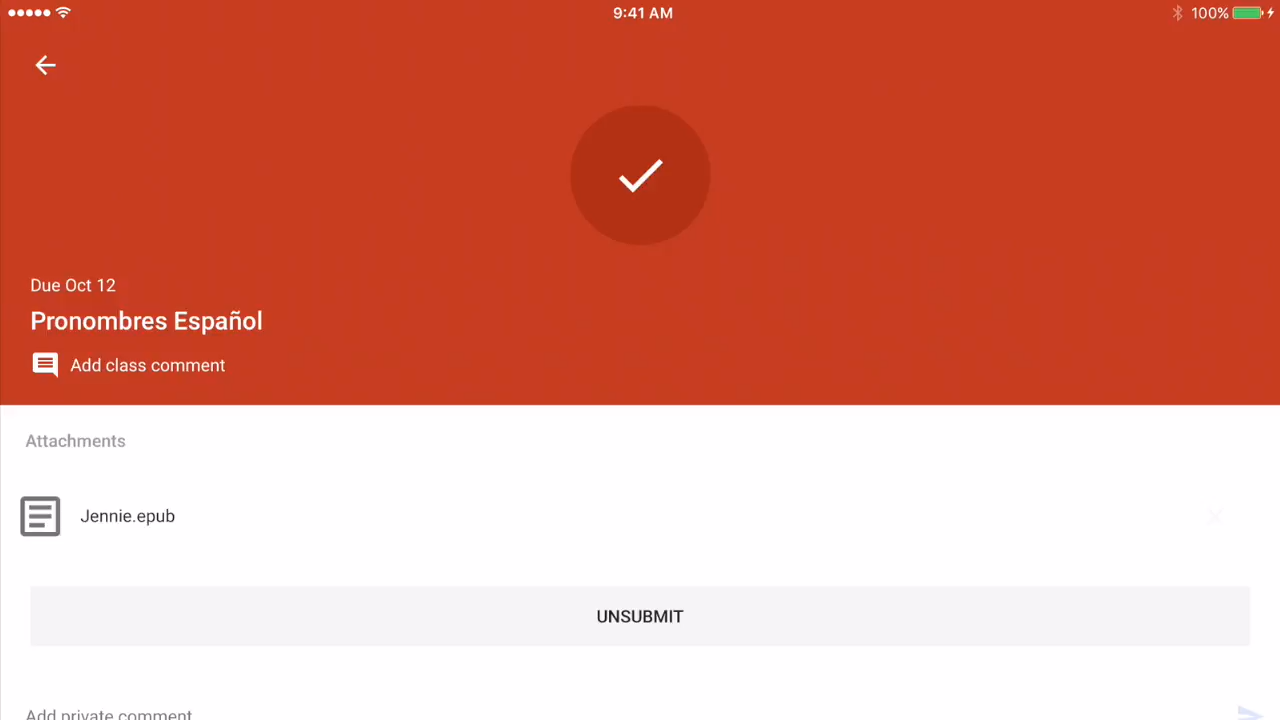 9:41 AM
100%
Due Oct 12
Pronombres Español
Add class comment
Attachments
Jennie.epub
UNSUBMIT
Add private comment